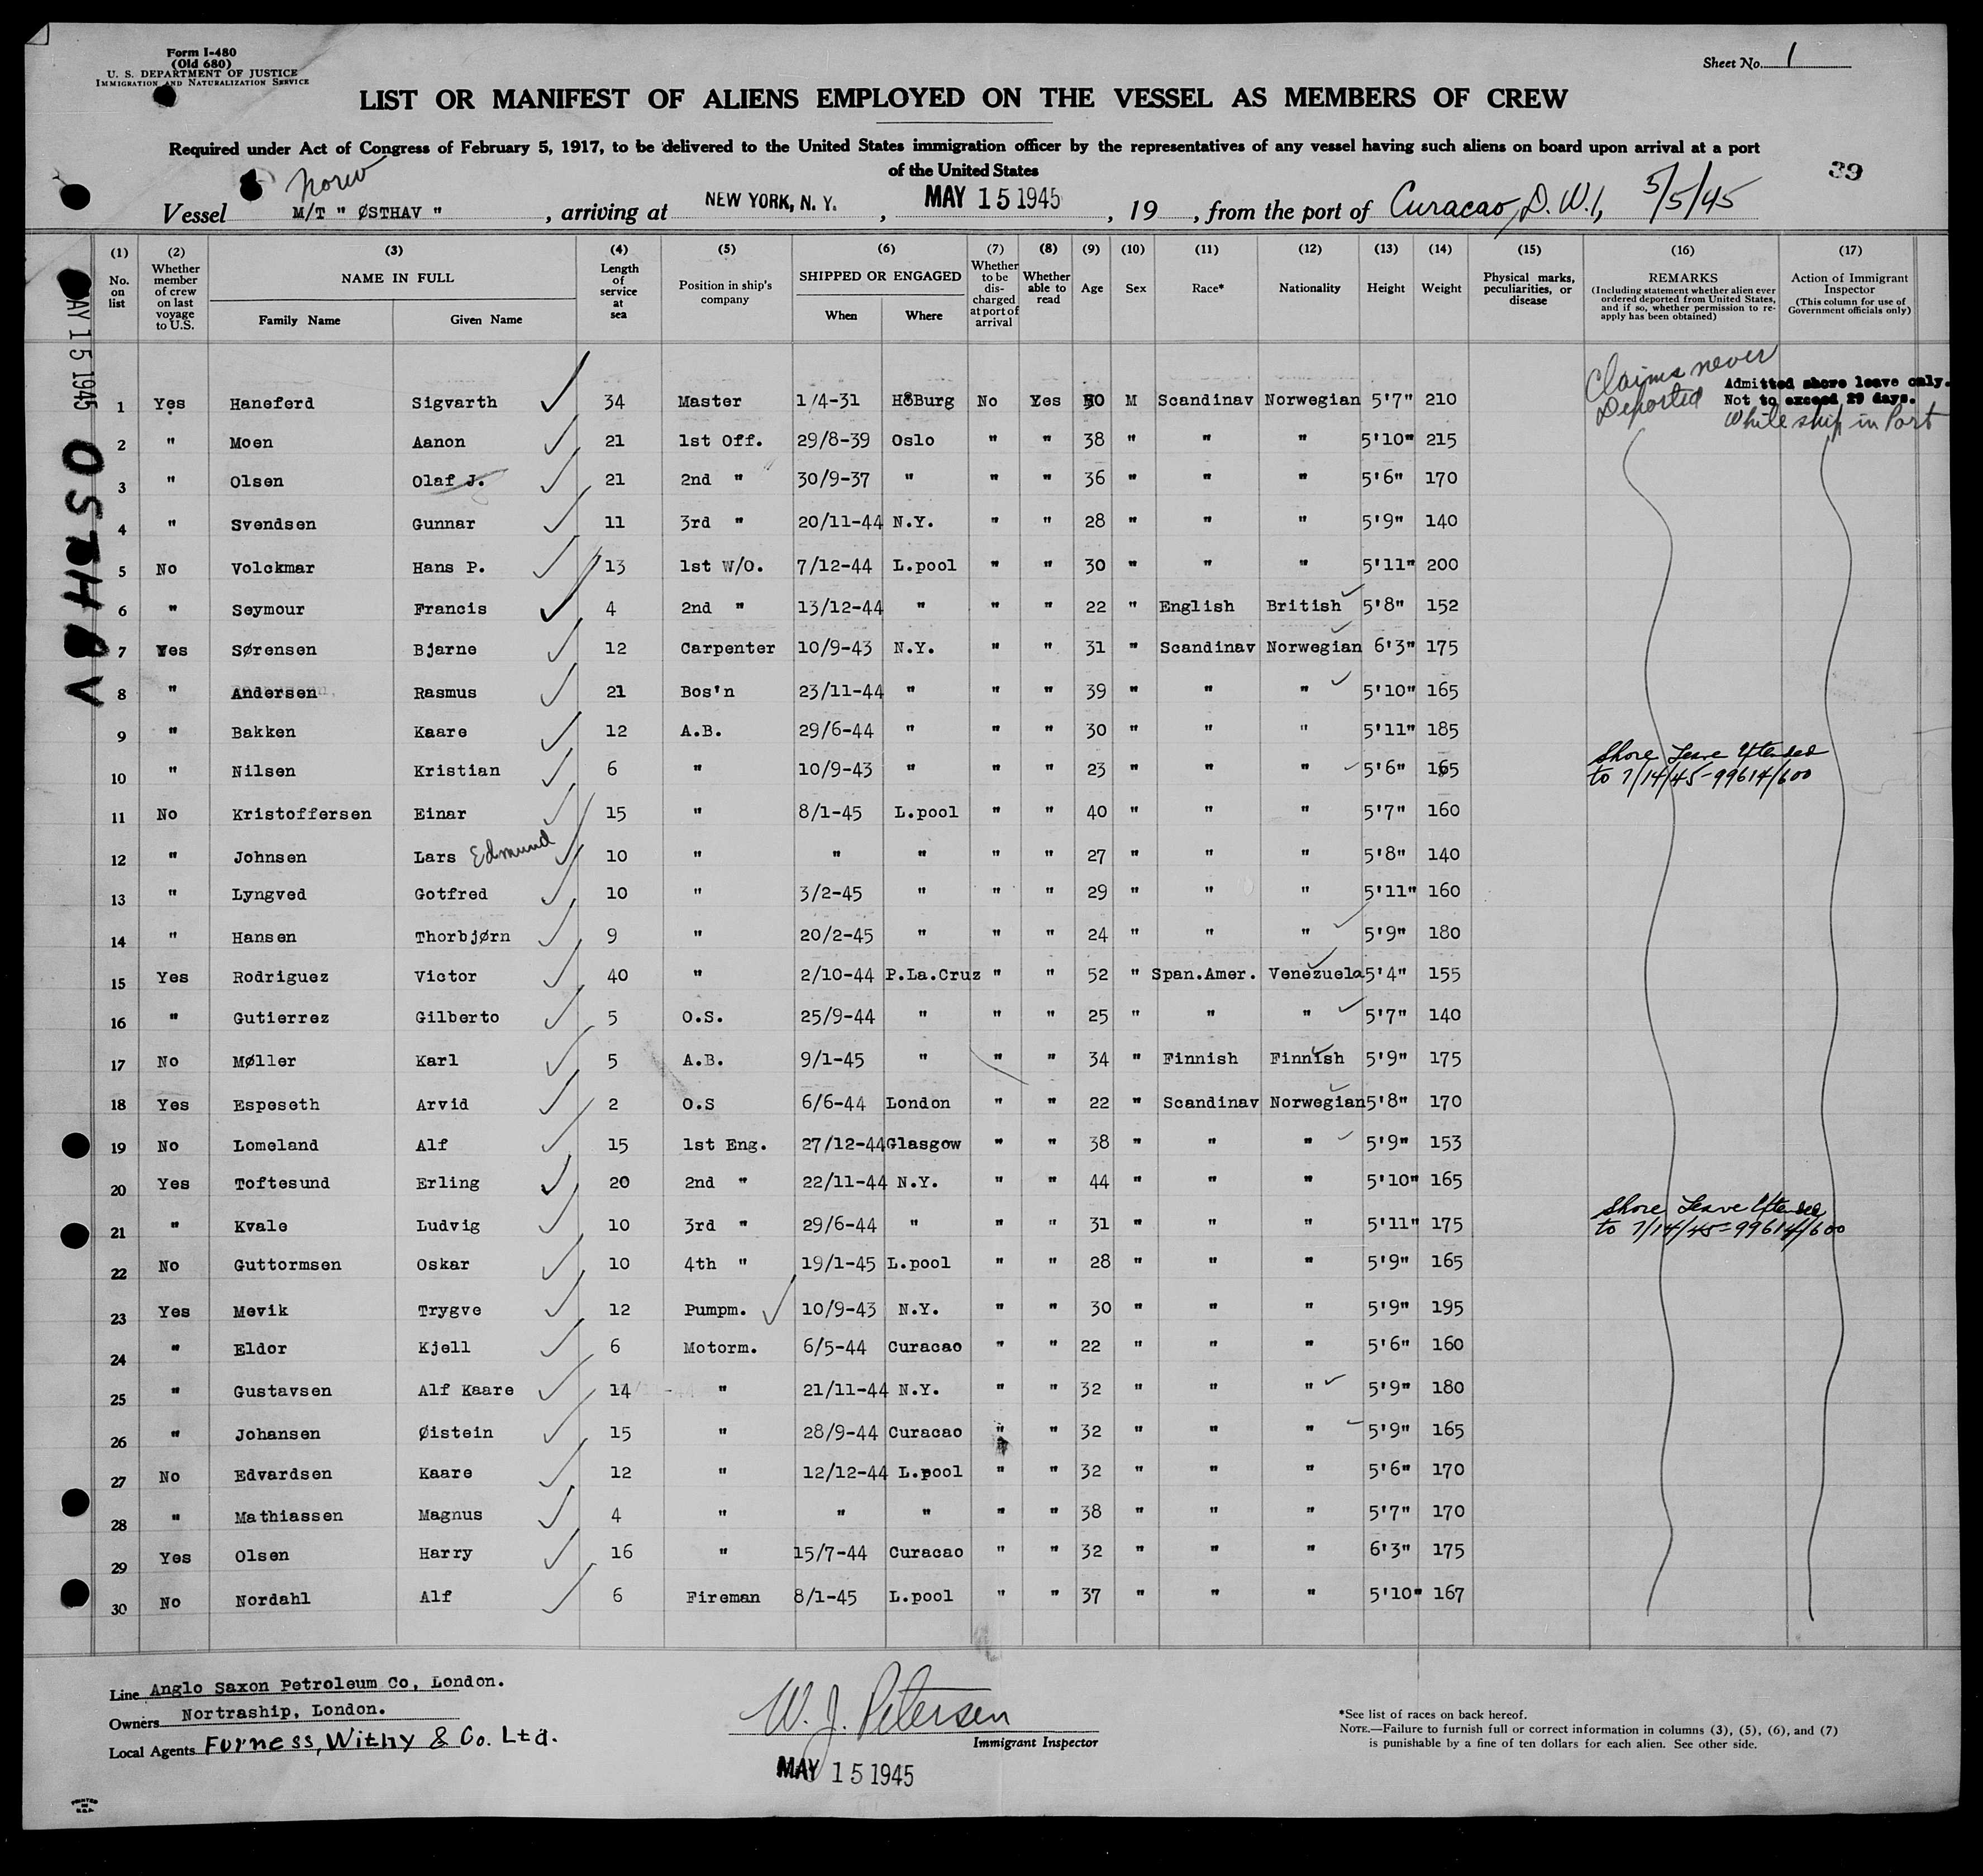 Form I-480
(Old 680)
U. S. DEPARTMENT OF JUSTICE
IMMIGRATION AND NATURALIZATION SERVICE
Sheet No. 1
LIST OR MANIFEST OF ALIENS EMPLOYED ON THE VESSEL AS MEMBERS OF CREW
Required under Act of Congress of February 5, 1917, to be delivered to the United States immigration officer by the representatives of any vessel having such aliens on board upon arrival at a port
of the United States
39
Norw
Vessel M/T " ØSTHAV " , arriving at NEW YORK, N. Y. , MAY 15 1945 , 19 , from the port of Curacao, D. W. I, 5/5/45
(1) (2) (3) (4) (5) (6) (7) (8) (9) (10) (11) (12) (13) (14) (15) (16) (17)
No. on list
Whether member of crew on last voyage to U.S.
NAME IN FULL
Family Name Given Name
Length of service at sea
Position in ship's company
SHIPPED OR ENGAGED
When Where
Whether to be discharged at port of arrival
Whether able to read
Age
Sex
Race*
Nationality
Height
Weight
Physical marks, peculiarities, or disease
REMARKS
(Including statement whether alien ever ordered deported from United States, and if so, whether permission to re-apply has been obtained)
Action of Immigrant Inspector
(This column for use of Government officials only)
MAY 15 1945
OSTHAV
Claims never
Deported
Admitted shore leave only.
Not to exceed 29 days.
While ship in Port
1 Yes Haneferd Sigvarth 34 Master 1/4-31 H8Burg No Yes 50 M Scandinav Norwegian 5'7" 210
2 " Moen Aanon 21 1st Off. 29/8-39 Oslo " " 38 " " " 5'10" 215
3 " Olsen Olaf J. 21 2nd " 30/9-37 " " " 36 " " " 5'6" 170
4 " Svendsen Gunnar 11 3rd " 20/11-44 N.Y. " " 28 " " " 5'9" 140
5 No Volckmar Hans P. 13 1st W/O. 7/12-44 L.pool " " 30 " " " 5'11" 200
6 " Seymour Francis 4 2nd " 13/12-44 " " " 22 " English British 5'8" 152
7 Yes Sørensen Bjarne 12 Carpenter 10/9-43 N.Y. " " 31 " Scandinav Norwegian 6'3" 175
8 " Andersen Rasmus 21 Bos'n 23/11-44 " " " 39 " " " 5'10" 165
9 " Bakken Kaare 12 A.B. 29/6-44 " " " 30 " " " 5'11" 185
10 " Nilsen Kristian 6 " 10/9-43 " " " 23 " " " 5'6" 165 Shore Leave Extended to 7/14/45-99614/600
11 No Kristoffersen Einar 15 " 8/1-45 L.pool " " 40 " " " 5'7" 160
12 " Johnsen Lars Edmund 10 " " " " " 27 " " " 5'8" 140
13 " Lyngved Gotfred 10 " 3/2-45 " " " 29 " " " 5'11" 160
14 " Hansen Thorbjørn 9 " 20/2-45 " " " 24 " " " 5'9" 180
15 Yes Rodriguez Victor 40 " 2/10-44 P.La.Cruz " " 52 " Span.Amer. Venezuela 5'4" 155
16 " Gutierrez Gilberto 5 O.S. 25/9-44 " " " 25 " " " 5'7" 140
17 No Møller Karl 5 A.B. 9/1-45 " " " 34 " Finnish Finnish 5'9" 175
18 Yes Espeseth Arvid 2 O.S 6/6-44 London " " 22 " Scandinav Norwegian 5'8" 170
19 No Lomeland Alf 15 1st Eng. 27/12-44 Glasgow " " 38 " " " 5'9" 153
20 Yes Toftesund Erling 20 2nd " 22/11-44 N.Y. " " 44 " " " 5'10" 165
21 " Kvale Ludvig 10 3rd " 29/6-44 " " " 31 " " " 5'11" 175 Shore Leave Extended to 7/14/45-99614/600
22 No Guttormsen Oskar 10 4th " 19/1-45 L.pool " " 28 " " " 5'9" 165
23 Yes Mevik Trygve 12 Pumpm. 10/9-43 N.Y. " " 30 " " " 5'9" 195
24 " Eldor Kjell 6 Motorm. 6/5-44 Curacao " " 22 " " " 5'6" 160
25 " Gustavsen Alf Kaare 14 " 21/11-44 N.Y. " " 32 " " " 5'9" 180
26 " Johansen Øistein 15 " 28/9-44 Curacao " " 32 " " " 5'9" 165
27 No Edvardsen Kaare 12 " 12/12-44 L.pool " " 32 " " " 5'6" 170
28 " Mathiassen Magnus 4 " " " " " 38 " " " 5'7" 170
29 Yes Olsen Harry 16 " 15/7-44 Curacao " " 32 " " " 6'3" 175
30 No Nordahl Alf 6 Fireman 8/1-45 L.pool " " 37 " " " 5'10" 167
Line Anglo Saxon Petroleum Co, London.
Owners Nortraship, London.
Local Agents Furness, Withy & Co. Ltd.
W. J. Petersen
Immigrant Inspector
MAY 15 1945
*See list of races on back hereof.
NOTE.—Failure to furnish full or correct information in columns (3), (5), (6), and (7)
is punishable by a fine of ten dollars for each alien. See other side.
PRINTED IN U.S.A.